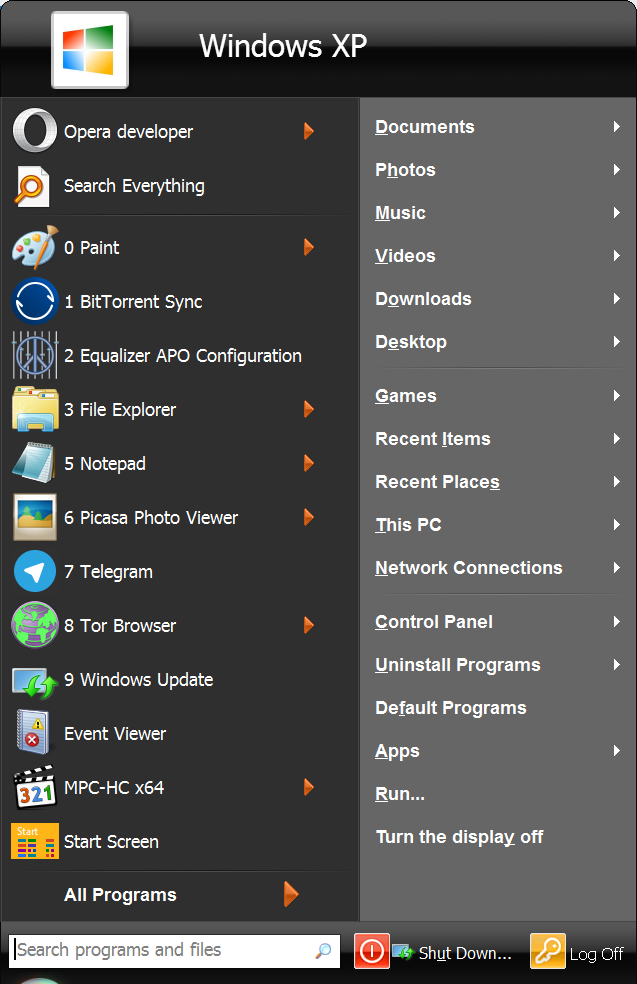 Windows XP
Opera developer
Search Everything
0 Paint
1 BitTorrent Sync
2 Equalizer APO Configuration
3 File Explorer
5 Notepad
6 Picasa Photo Viewer
7 Telegram
8 Tor Browser
9 Windows Update
Event Viewer
321
MPC-HC x64
Start
Start Screen
All Programs
Search programs and files
Documents
Photos
Music
Videos
Downloads
Desktop
Games
Recent Items
Recent Places
This PC
Network Connections
Control Panel
Uninstall Programs
Default Programs
Apps
Run...
Turn the display off
Shut Down...
Log Off